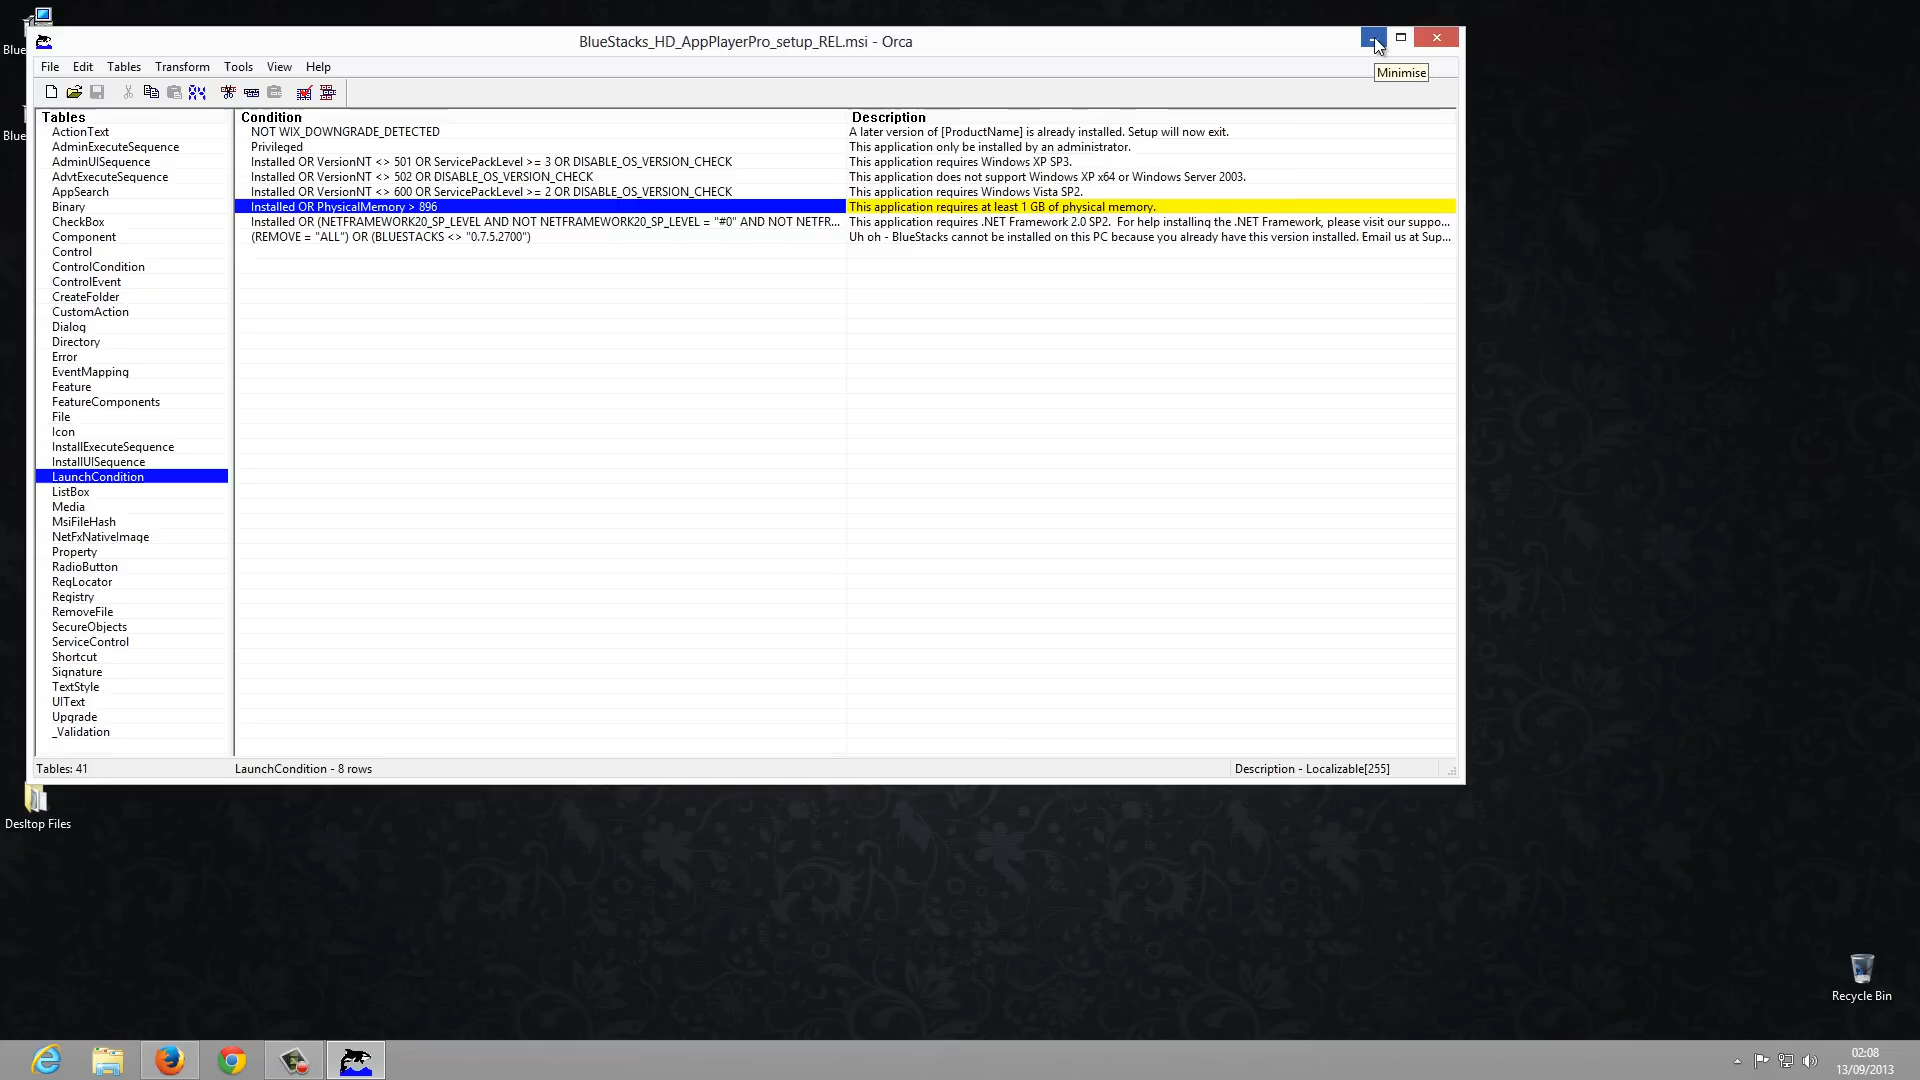 BlueStacks_HD_AppPlayerPro_setup_REL.msi - Orca
Minimise
File Edit Tables Transform Tools View Help
Blue
Blue
Tables
ActionText
AdminExecuteSequence
AdminUISequence
AdvtExecuteSequence
AppSearch
Binary
CheckBox
Component
Control
ControlCondition
ControlEvent
CreateFolder
CustomAction
Dialog
Directory
Error
EventMapping
Feature
FeatureComponents
File
Icon
InstallExecuteSequence
InstallUISequence
LaunchCondition
ListBox
Media
MsiFileHash
NetFxNativeImage
Property
RadioButton
RegLocator
Registry
RemoveFile
SecureObjects
ServiceControl
Shortcut
Signature
TextStyle
UIText
Upgrade
_Validation
Condition Description
NOT WIX_DOWNGRADE_DETECTED A later version of [ProductName] is already installed. Setup will now exit.
Privileged This application only be installed by an administrator.
Installed OR VersionNT <> 501 OR ServicePackLevel >= 3 OR DISABLE_OS_VERSION_CHECK This application requires Windows XP SP3.
Installed OR VersionNT <> 502 OR DISABLE_OS_VERSION_CHECK This application does not support Windows XP x64 or Windows Server 2003.
Installed OR VersionNT <> 600 OR ServicePackLevel >= 2 OR DISABLE_OS_VERSION_CHECK This application requires Windows Vista SP2.
Installed OR PhysicalMemory > 896 This application requires at least 1 GB of physical memory.
Installed OR (NETFRAMEWORK20_SP_LEVEL AND NOT NETFRAMEWORK20_SP_LEVEL = "#0" AND NOT NETFR... This application requires .NET Framework 2.0 SP2. For help installing the .NET Framework, please visit our suppo...
(REMOVE = "ALL") OR (BLUESTACKS <> "0.7.5.2700") Uh oh - BlueStacks cannot be installed on this PC because you already have this version installed. Email us at Sup...
Tables: 41 LaunchCondition - 8 rows Description - Localizable[255]
Desltop Files
Recycle Bin
02:08
13/09/2013